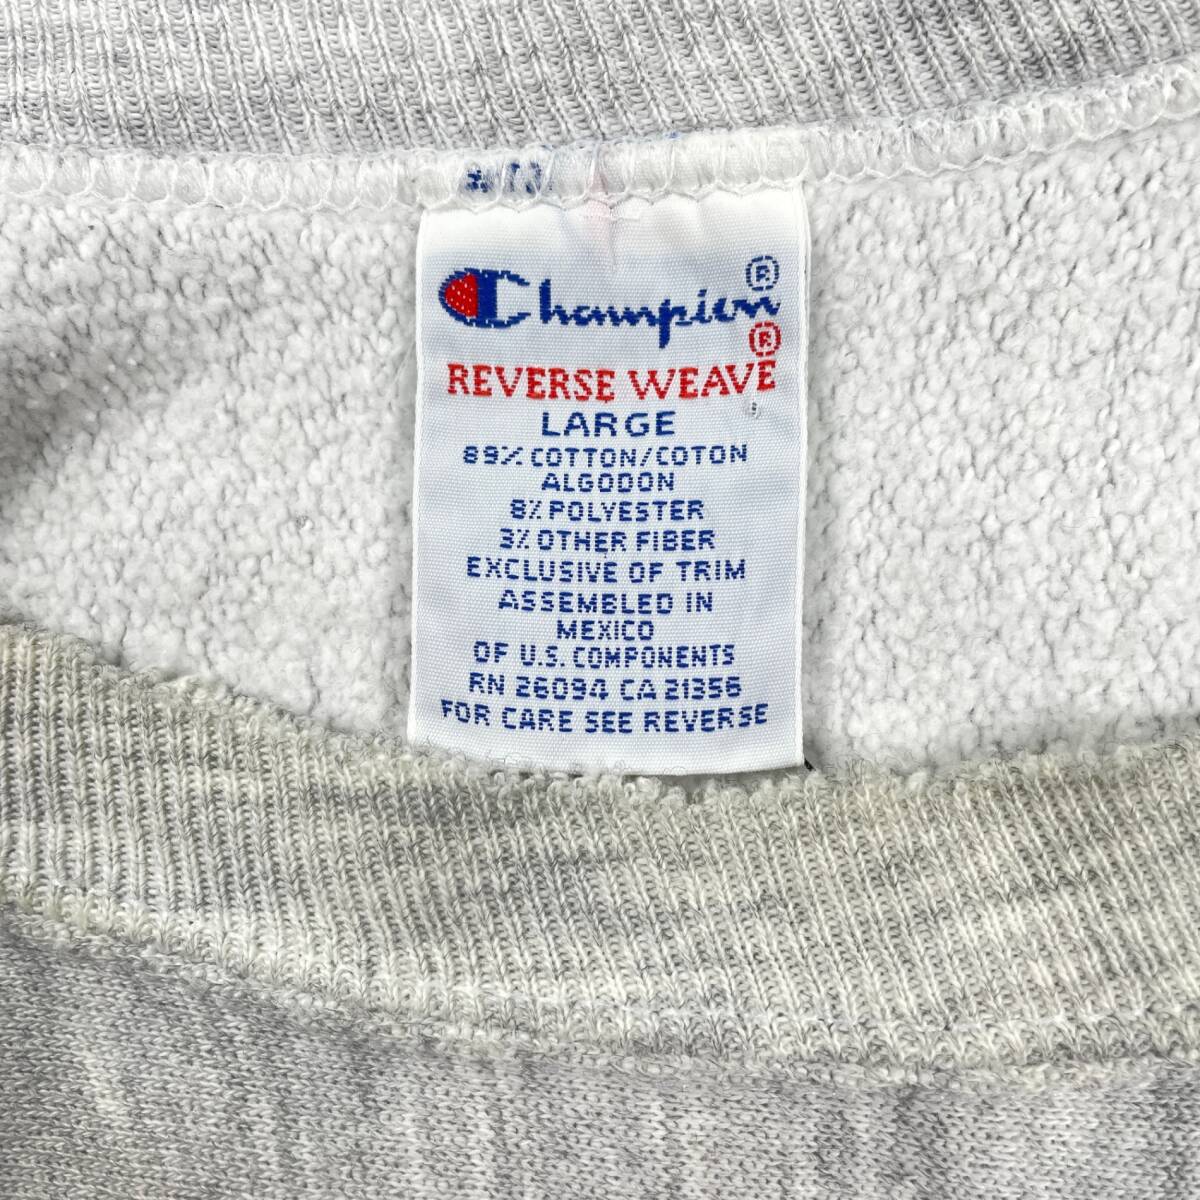 Champion®
REVERSE WEAVE®
LARGE
89% COTTON/COTON
ALGODON
8% POLYESTER
3% OTHER FIBER
EXCLUSIVE OF TRIM
ASSEMBLED IN
MEXICO
OF U.S. COMPONENTS
RN 26094 CA 21356
FOR CARE SEE REVERSE